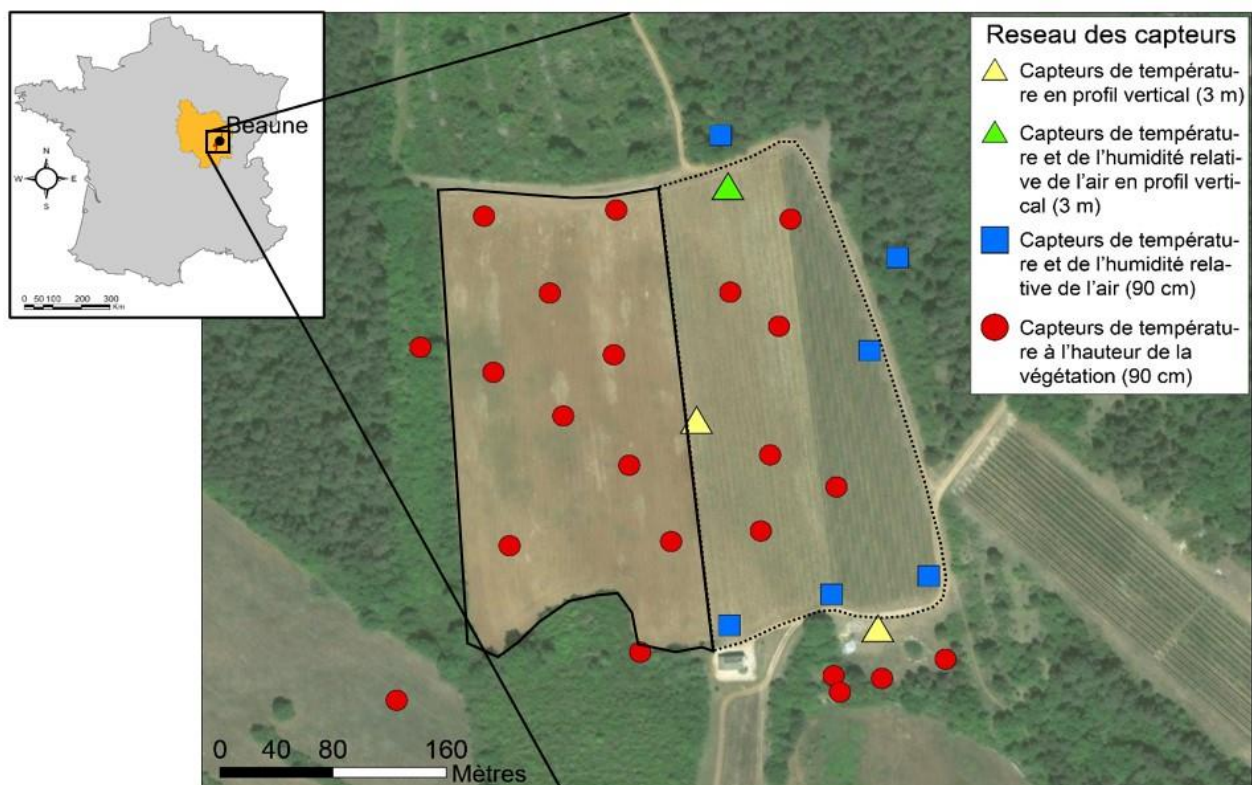 Beaune
N
W
E
S
0 50 100 200 300
Km
Reseau des capteurs
Capteurs de températu-
re en profil vertical (3 m)
Capteurs de températu-
re et de l'humidité relati-
ve de l'air en profil verti-
cal (3 m)
Capteurs de températu-
re et de l'humidité rela-
tive de l'air (90 cm)
Capteurs de températu-
re à l'hauteur de la
végétation (90 cm)
0 40 80 160
Mètres